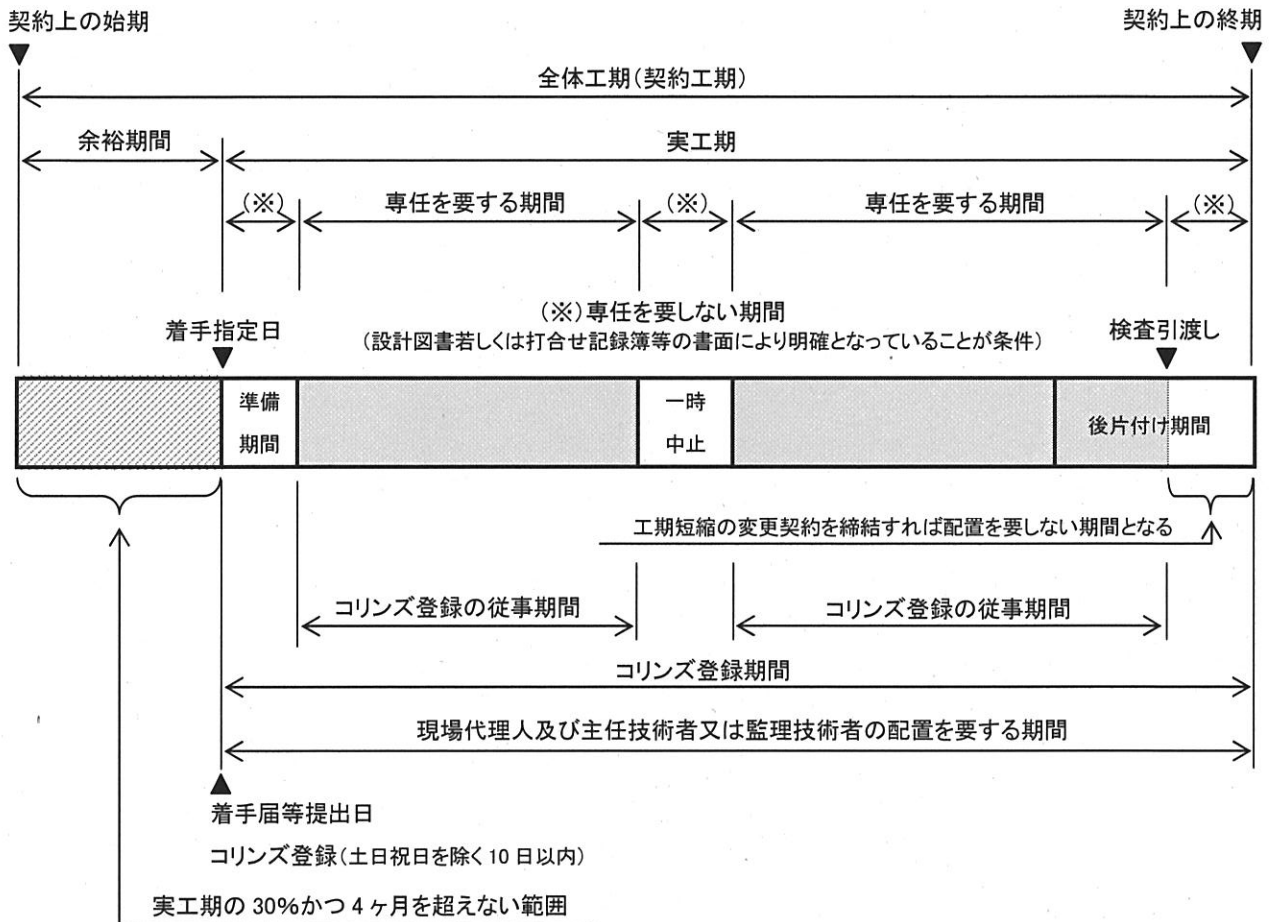 契約上の始期
契約上の終期
全体工期(契約工期)
余裕期間
実工期
(※)
専任を要する期間
(※)
専任を要する期間
(※)
(※)専任を要しない期間
着手指定日
(設計図書若しくは打合せ記録簿等の書面により明確となっていることが条件)
検査引渡し
準備
期間
一時
中止
後片付け期間
工期短縮の変更契約を締結すれば配置を要しない期間となる
コリンズ登録の従事期間
コリンズ登録の従事期間
コリンズ登録期間
現場代理人及び主任技術者又は監理技術者の配置を要する期間
着手届等提出日
コリンズ登録(土日祝日を除く10日以内)
実工期の30%かつ4ヶ月を超えない範囲